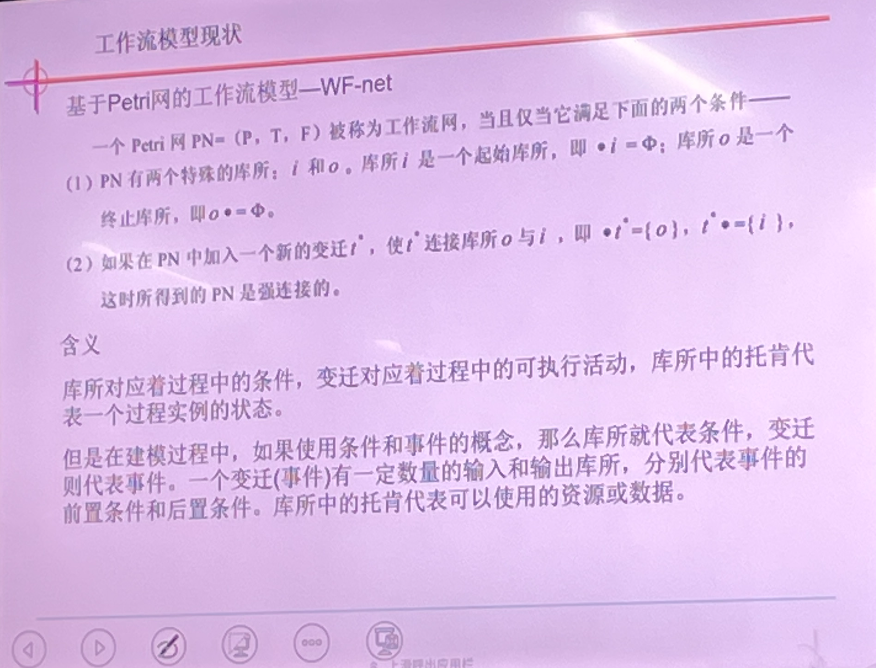 工作流模型现状
基于Petri网的工作流模型—WF-net
一个 Petri 网 PN=（P，T，F）被称为工作流网，当且仅当它满足下面的两个条件——
(1) PN 有两个特殊的库所：i 和 o 。库所 i 是一个起始库所，即 •i =Φ；库所 o 是一个
终止库所，即o •=Φ。
(2) 如果在 PN 中加入一个新的变迁t*，使t*连接库所 o 与 i ，即 •t*={o}，t*•={i }，
这时所得到的 PN 是强连接的。
含义
库所对应着过程中的条件，变迁对应着过程中的可执行活动，库所中的托肯代
表一个过程实例的状态。
但是在建模过程中，如果使用条件和事件的概念，那么库所就代表条件，变迁
则代表事件。一个变迁(事件)有一定数量的输入和输出库所，分别代表事件的
前置条件和后置条件。库所中的托肯代表可以使用的资源或数据。
上滑呼出应用栏